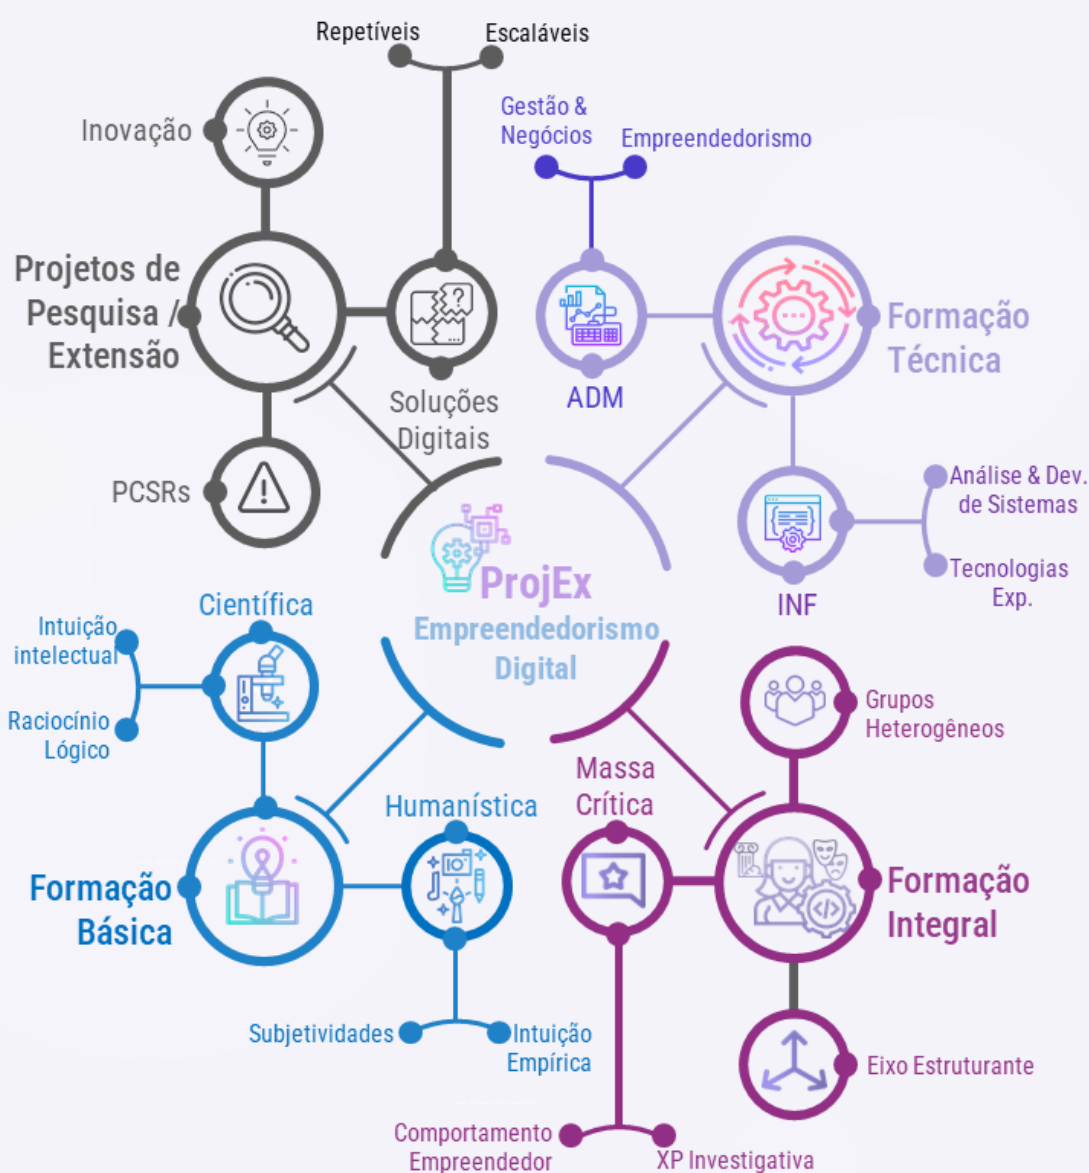 Repetíveis
Escaláveis
Inovação
Projetos de
Pesquisa /
Extensão
Soluções
Digitais
PCSRs
Gestão &
Negócios
Empreendedorismo
ADM
Formação
Técnica
Análise & Dev.
de Sistemas
Tecnologias
Exp.
INF
ProjEx
Empreendedorismo
Digital
Científica
Intuição
intelectual
Raciocínio
Lógico
Humanística
Formação
Básica
Subjetividades
Intuição
Empírica
Massa
Crítica
Grupos
Heterogêneos
Formação
Integral
Eixo Estruturante
Comportamento
Empreendedor
XP Investigativa